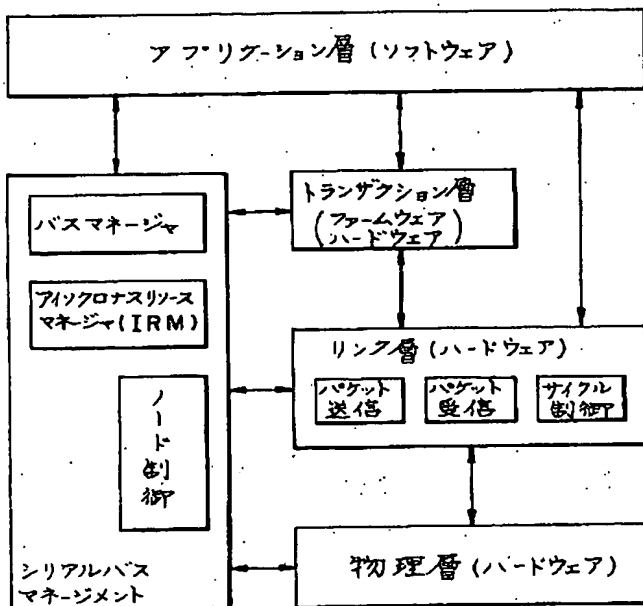 アプリケーション層(ソフトウェア)
トランザクション層
(ファームウェア
ハードウェア)
バスマネージャ
アイソクロナスリソース
マネージャ(IRM)
リンク層(ハードウェア)
パケット
送信
パケット
受信
サイクル
制御
ノード制御
物理層(ハードウェア)
シリアルバス
マネージメント